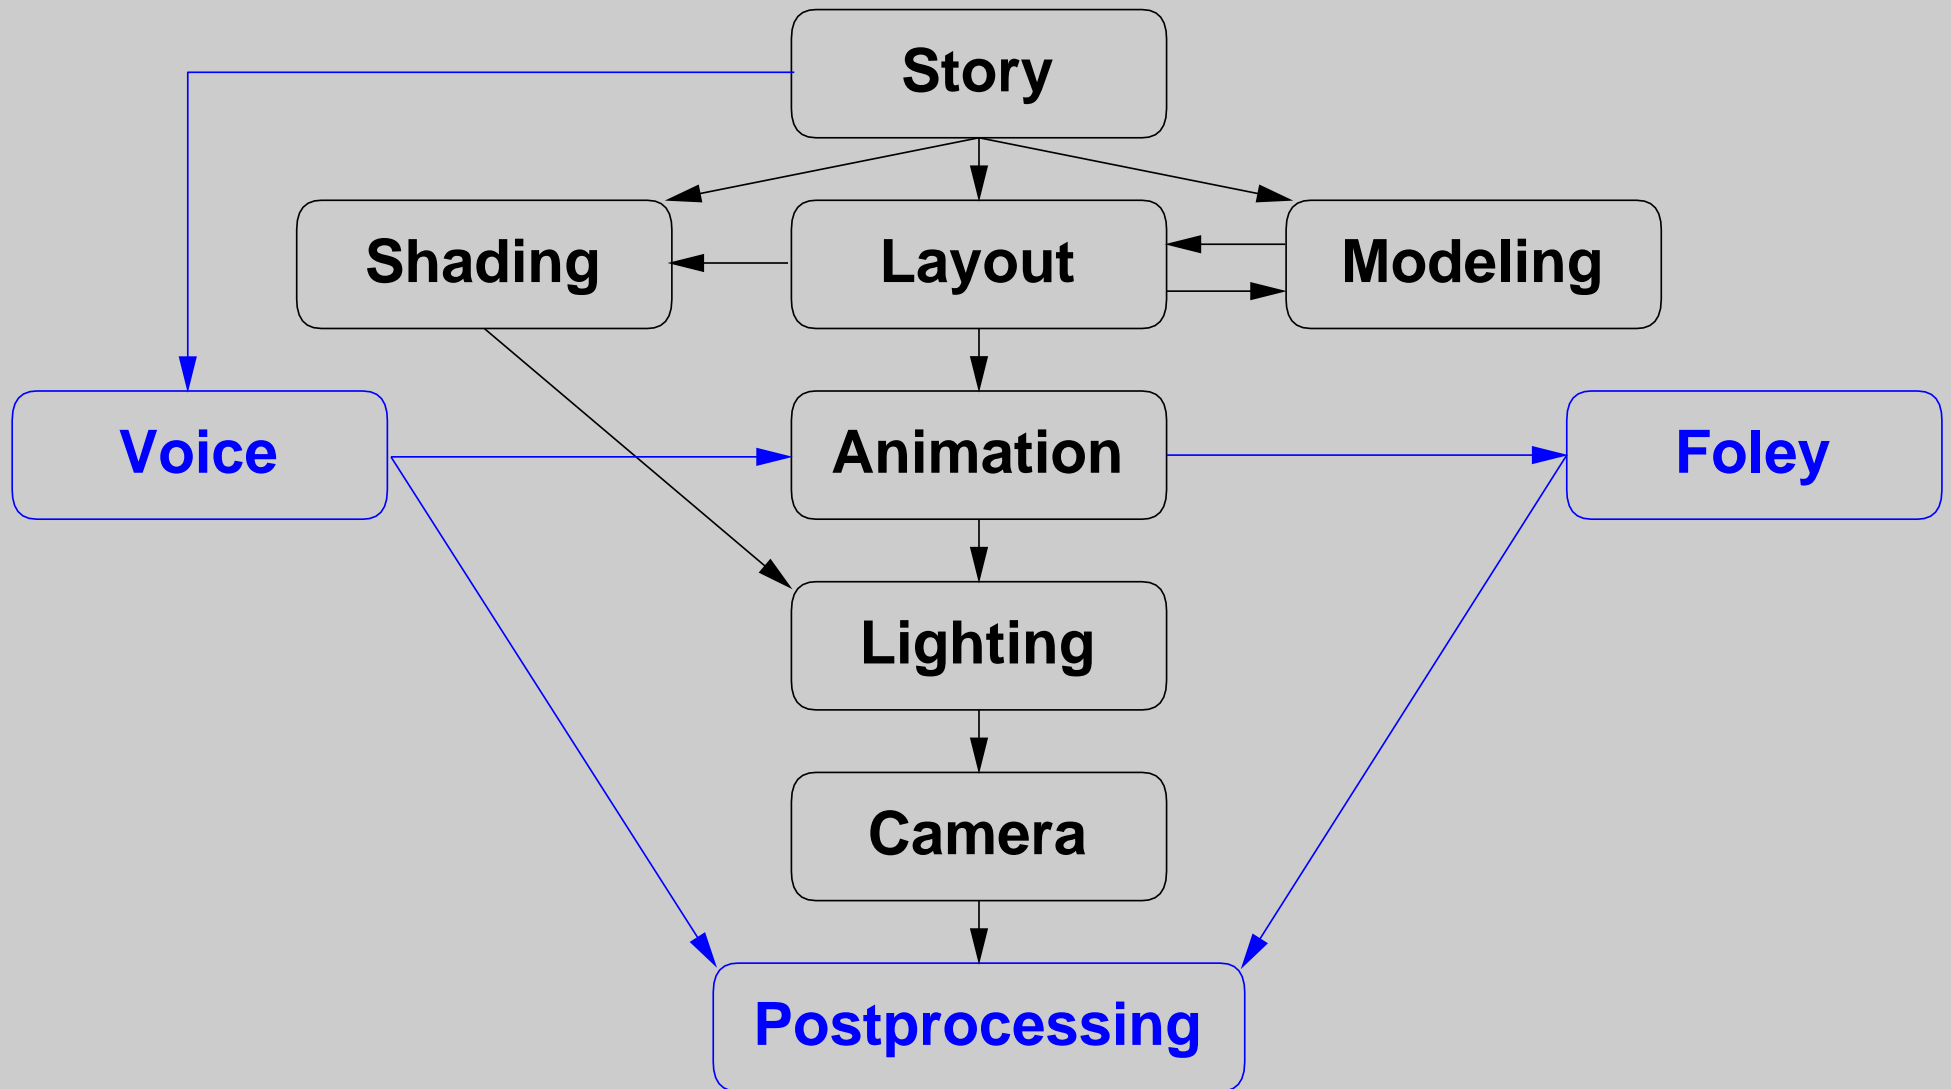 Story
Shading
Layout
Modeling
Voice
Animation
Foley
Lighting
Camera
Postprocessing